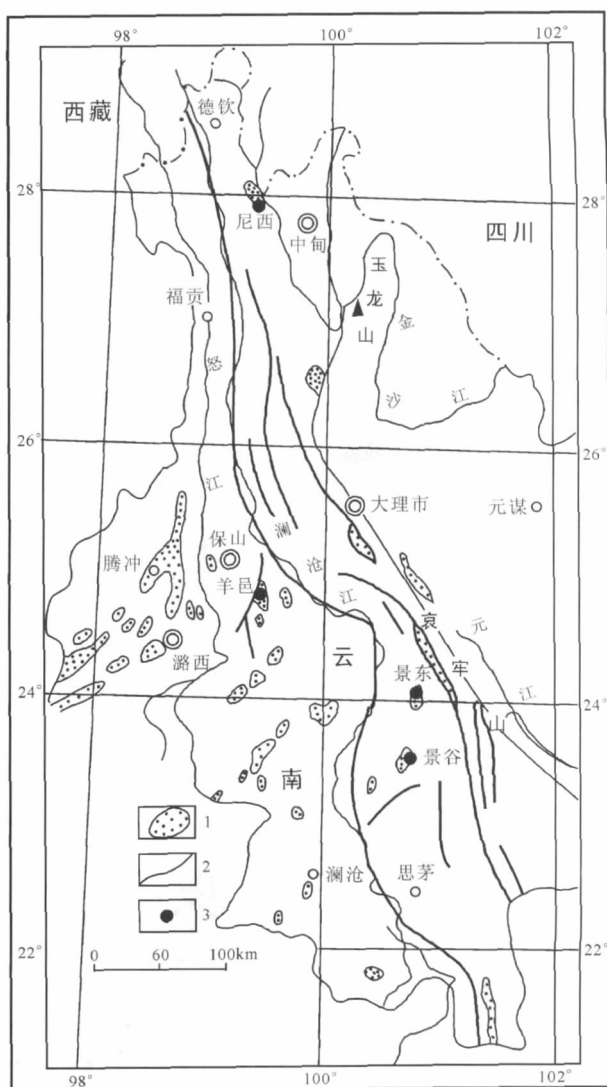 98°
100°
102°
西藏
德钦
28°
28°
尼西
中甸
四川
玉
龙
山
福贡
金
怒
沙
江
26°
26°
江
大理市
元谋
澜
保山
腾冲
沧
羊邑
江
哀
元
潞西
云
牢
景东
江
24°
24°
山
景谷
南
1
2
澜沧
思茅
3
22°
22°
0 60 100km
98°
100°
102°